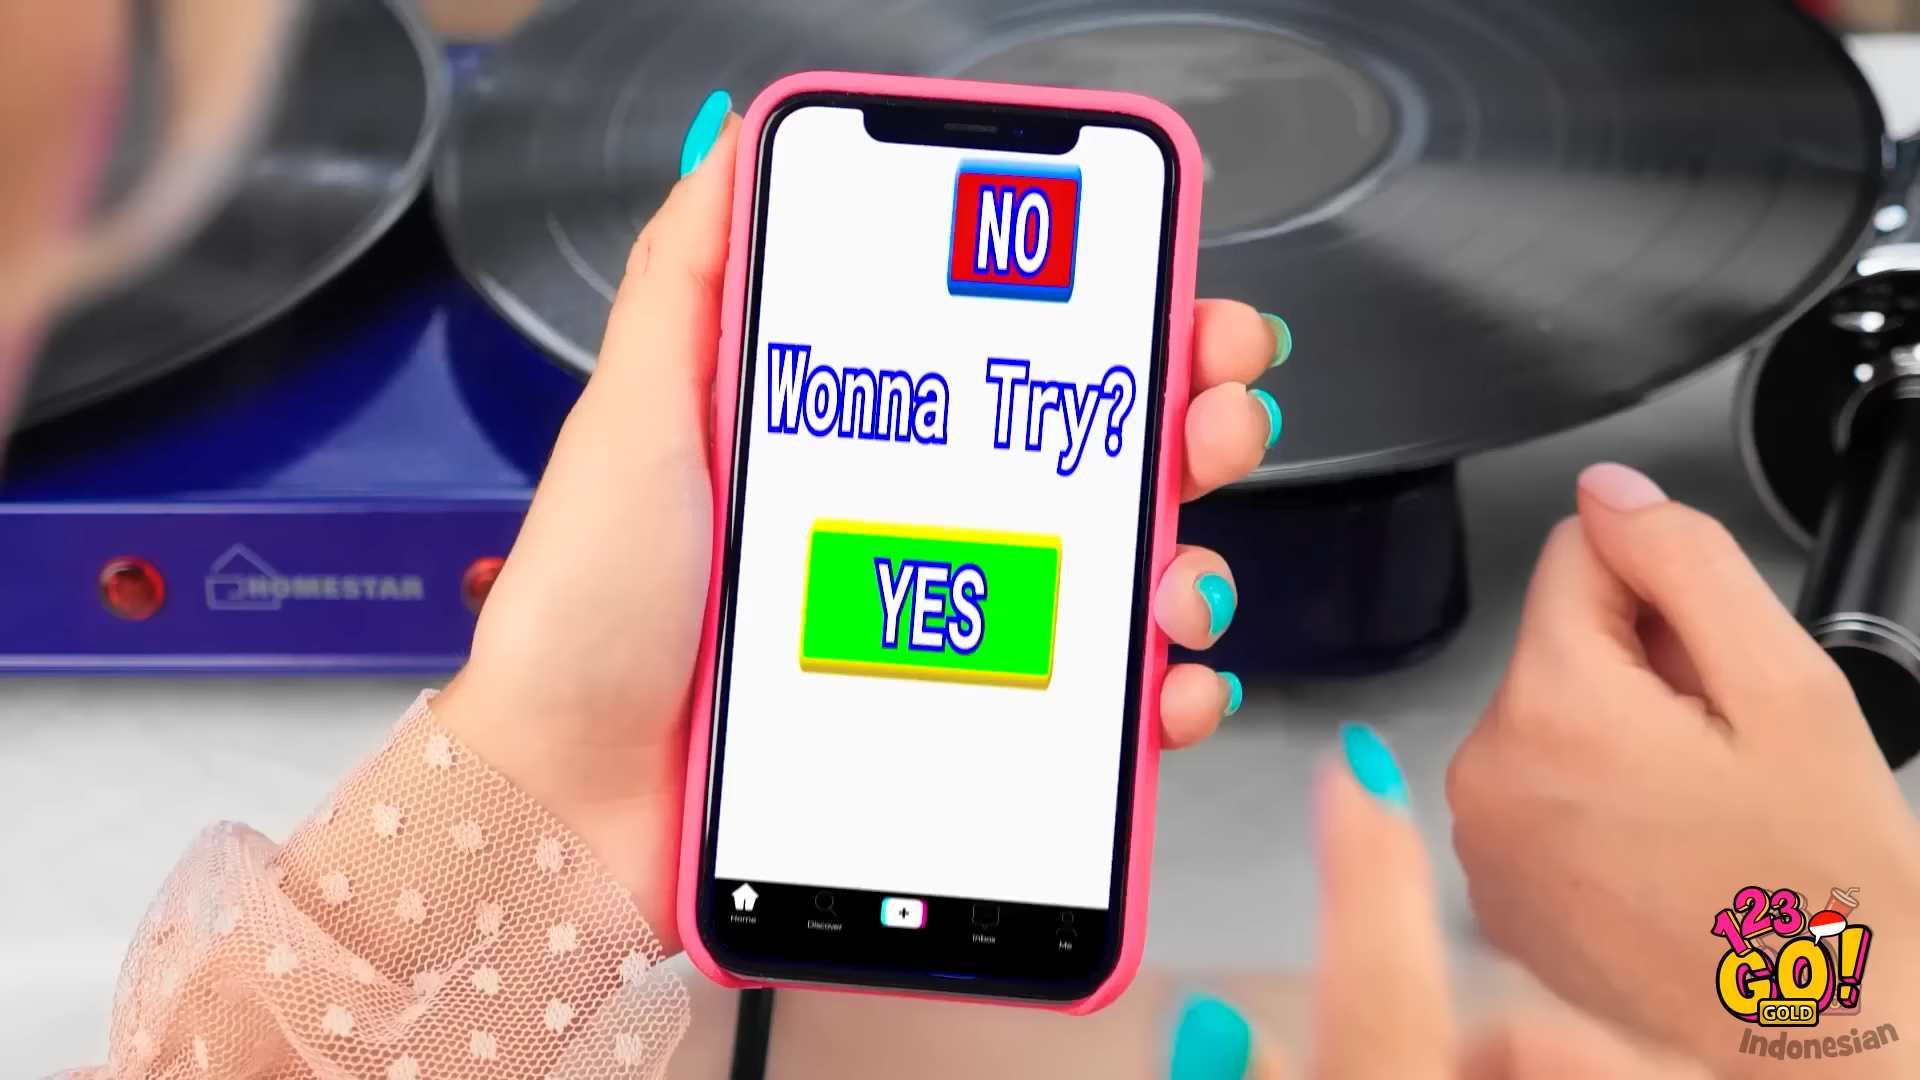 NO
Wonna Try?
YES
HOMESTAR
Home
Discover
Inbox
Me
123
GO!
GOLD
Indonesian